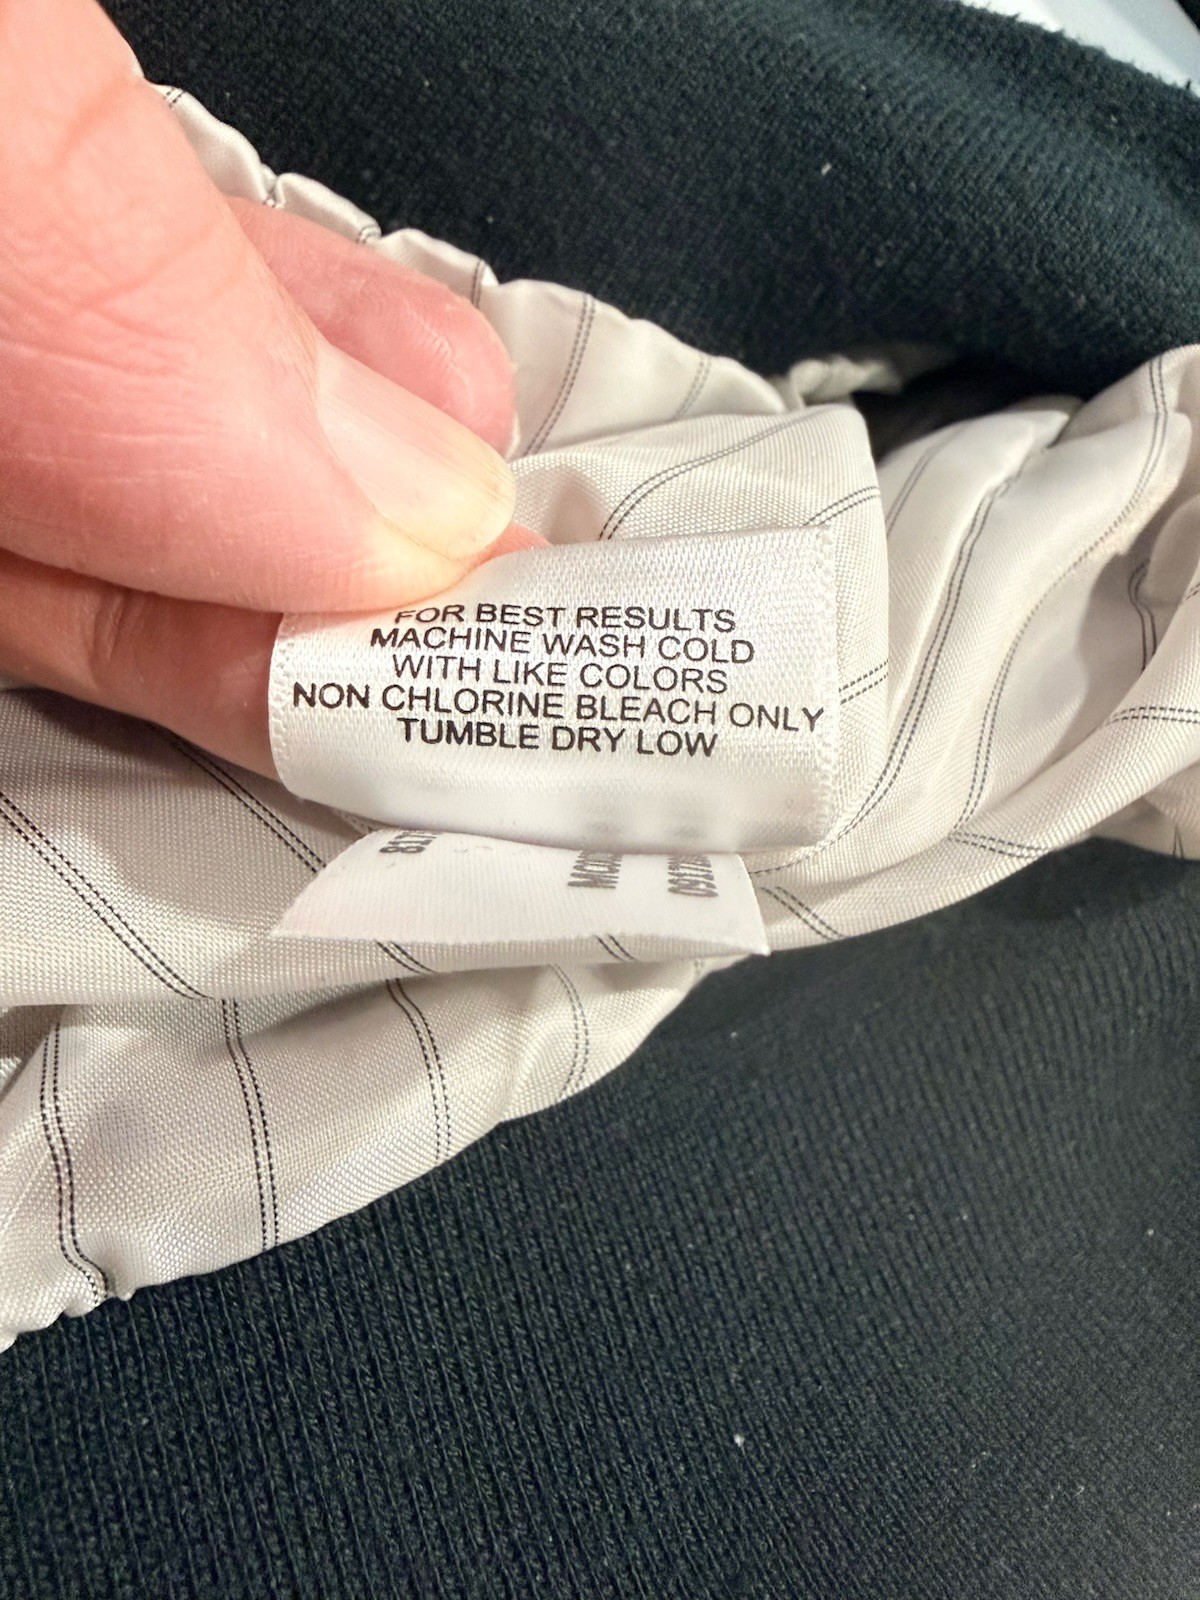 FOR BEST RESULTS
MACHINE WASH COLD
WITH LIKE COLORS
NON CHLORINE BLEACH ONLY
TUMBLE DRY LOW